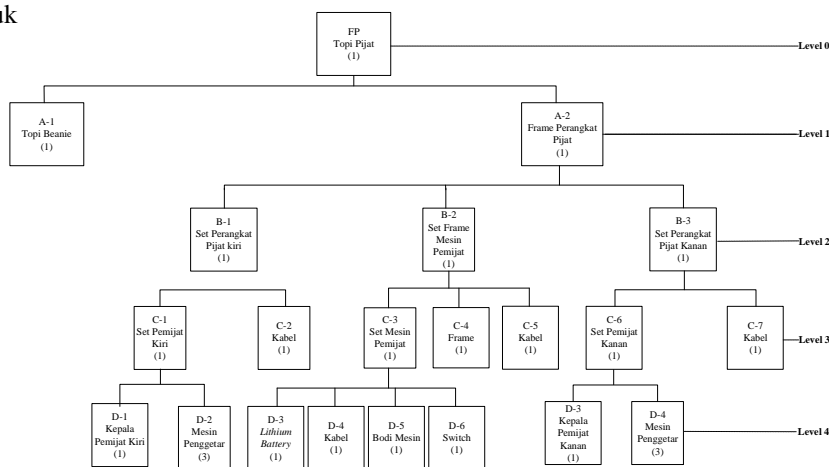 uk
FP
Topi Pijat
(1)
Level 0
A-1
Topi Beanie
(1)
A-2
Frame Perangkat
Pijat
(1)
Level 1
B-1
Set Perangkat
Pijat kiri
(1)
B-2
Set Frame
Mesin
Pemijat
(1)
B-3
Set Perangkat
Pijat Kanan
(1)
Level 2
C-1
Set Pemijat
Kiri
(1)
C-2
Kabel
(1)
C-3
Set Mesin
Pemijat
(1)
C-4
Frame
(1)
C-5
Kabel
(1)
C-6
Set Pemijat
Kanan
(1)
C-7
Kabel
(1)
Level 3
D-1
Kepala
Pemijat Kiri
(1)
D-2
Mesin
Penggetar
(3)
D-3
Lithium
Battery
(1)
D-4
Kabel
(1)
D-5
Bodi Mesin
(1)
D-6
Switch
(1)
D-3
Kepala
Pemijat
Kanan
(1)
D-4
Mesin
Penggetar
(3)
Level 4